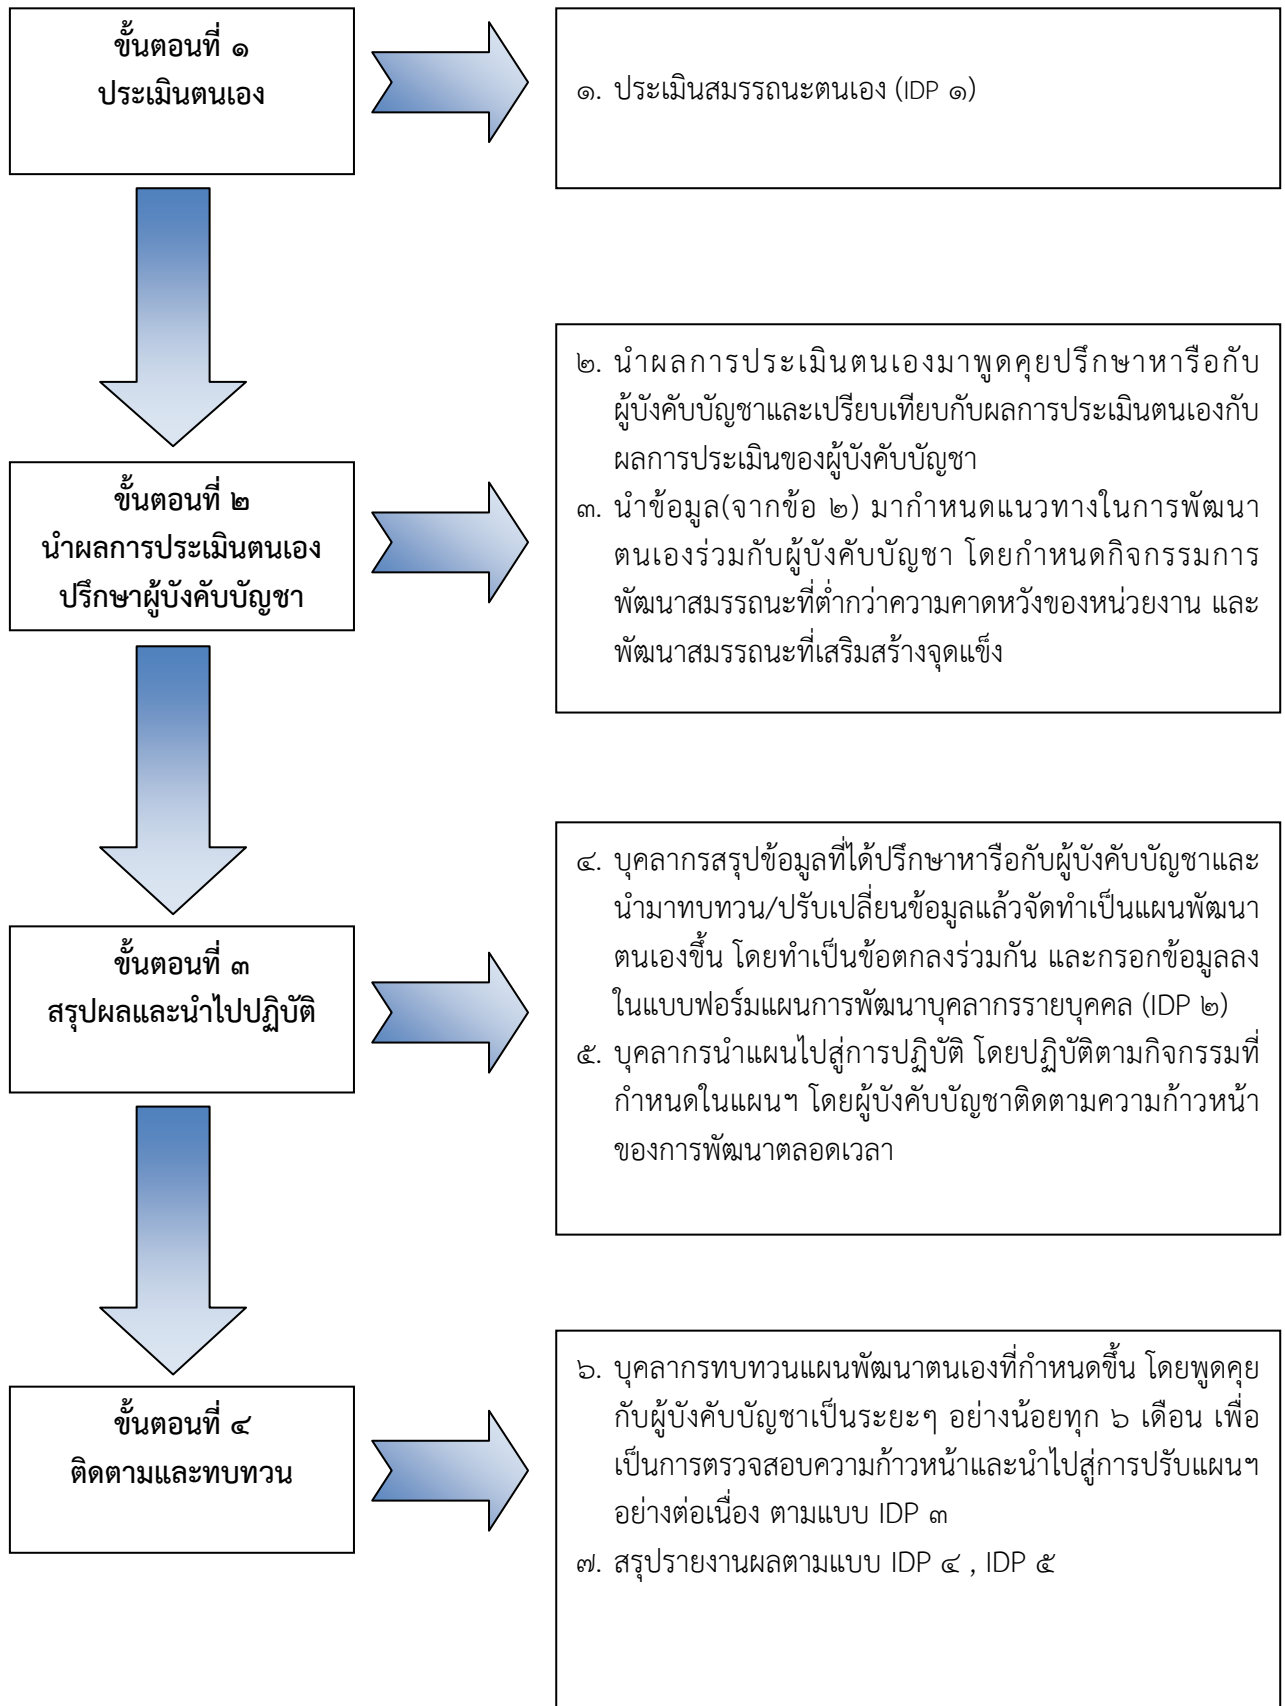 ขั้นตอนที่ ๑
ประเมินตนเอง
๑. ประเมินสมรรถนะตนเอง (IDP ๑)
ขั้นตอนที่ ๒
นำผลการประเมินตนเอง
ปรึกษาผู้บังคับบัญชา
๒. นำผลการประเมินตนเองมาพูดคุยปรึกษาหารือกับ
ผู้บังคับบัญชาและเปรียบเทียบกับผลการประเมินตนเองกับ
ผลการประเมินของผู้บังคับบัญชา
๓. นำข้อมูล(จากข้อ ๒) มากำหนดแนวทางในการพัฒนา
ตนเองร่วมกับผู้บังคับบัญชา โดยกำหนดกิจกรรมการ
พัฒนาสมรรถนะที่ต่ำกว่าความคาดหวังของหน่วยงาน และ
พัฒนาสมรรถนะที่เสริมสร้างจุดแข็ง
ขั้นตอนที่ ๓
สรุปผลและนำไปปฏิบัติ
๔. บุคลากรสรุปข้อมูลที่ได้ปรึกษาหารือกับผู้บังคับบัญชาและ
นำมาทบทวน/ปรับเปลี่ยนข้อมูลแล้วจัดทำเป็นแผนพัฒนา
ตนเองขึ้น โดยทำเป็นข้อตกลงร่วมกัน และกรอกข้อมูลลง
ในแบบฟอร์มแผนการพัฒนาบุคลากรรายบุคคล (IDP ๒)
๕. บุคลากรนำแผนไปสู่การปฏิบัติ โดยปฏิบัติตามกิจกรรมที่
กำหนดในแผนฯ โดยผู้บังคับบัญชาติดตามความก้าวหน้า
ของการพัฒนาตลอดเวลา
ขั้นตอนที่ ๔
ติดตามและทบทวน
๖. บุคลากรทบทวนแผนพัฒนาตนเองที่กำหนดขึ้น โดยพูดคุย
กับผู้บังคับบัญชาเป็นระยะๆ อย่างน้อยทุก ๖ เดือน เพื่อ
เป็นการตรวจสอบความก้าวหน้าและนำไปสู่การปรับแผนฯ
อย่างต่อเนื่อง ตามแบบ IDP ๓
๗. สรุปรายงานผลตามแบบ IDP ๔ , IDP ๕